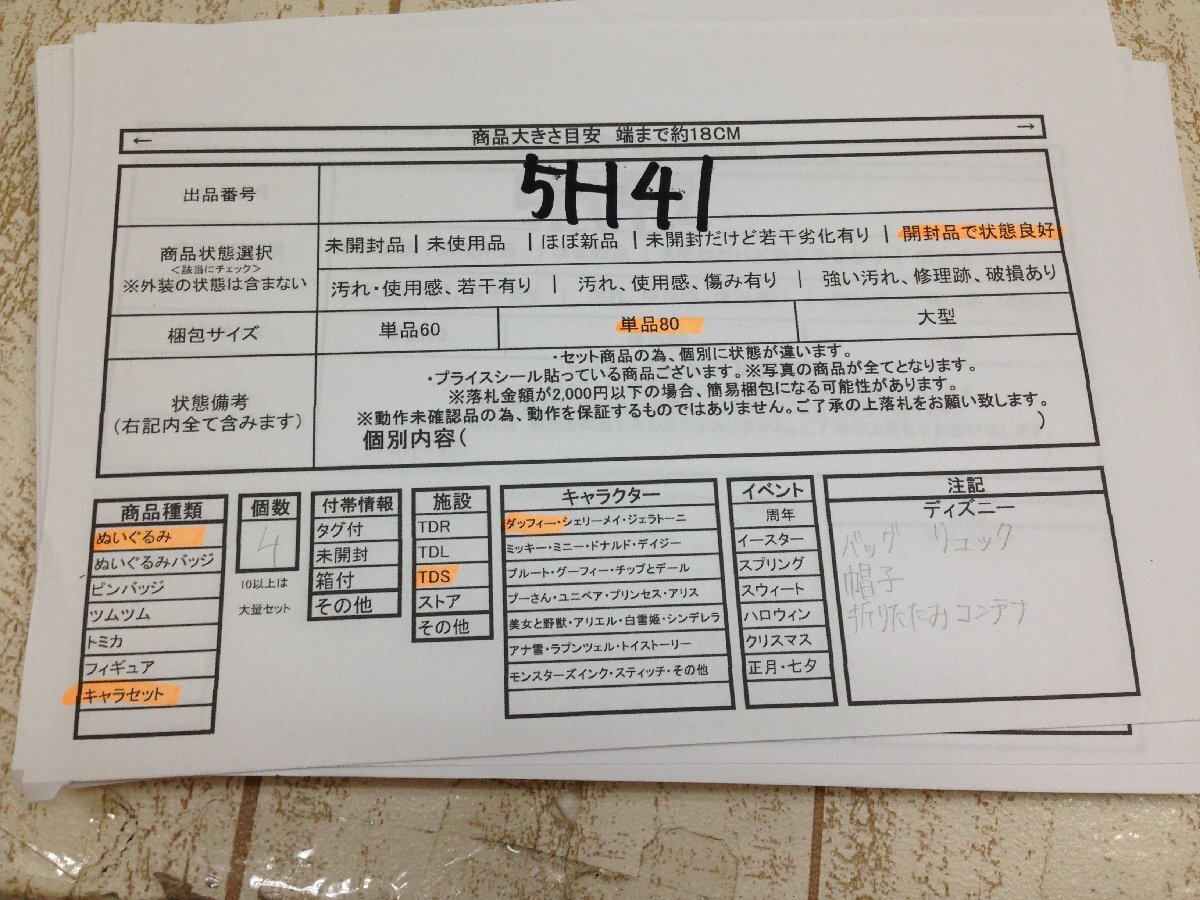 ← 商品大きさ目安 端まで約18CM →
出品番号 5H41
商品状態選択
<該当にチェック>
※外装の状態は含まない
未開封品 | 未使用品 | ほぼ新品 | 未開封だけど若干劣化有り | 開封品で状態良好
汚れ・使用感、若干有り | 汚れ、使用感、傷み有り | 強い汚れ、修理跡、破損あり
梱包サイズ 単品60 単品80 大型
状態備考
(右記内全て含みます)
・セット商品の為、個別に状態が違います。
・プライスシール貼っている商品ございます。※写真の商品が全てとなります。
※落札金額が2,000円以下の場合、簡易梱包になる可能性があります。
※動作未確認品の為、動作を保証するものではありません。ご了承の上落札をお願い致します。
個別内容( )
商品種類
ぬいぐるみ
ぬいぐるみバッジ
ピンバッジ
ツムツム
トミカ
フィギュア
キャラセット
個数
4
10以上は
大量セット
付帯情報
タグ付
未開封
箱付
その他
施設
TDR
TDL
TDS
ストア
その他
キャラクター
ダッフィー・シェリーメイ・ジェラトーニ
ミッキー・ミニー・ドナルド・デイジー
プルート・グーフィー・チップとデール
プーさん・ユニベア・プリンセス・アリス
美女と野獣・アリエル・白雪姫・シンデレラ
アナ雪・ラプンツェル・トイストーリー
モンスターズインク・スティッチ・その他
イベント
周年
イースター
スプリング
スウィート
ハロウィン
クリスマス
正月・七夕
注記
ディズニー
バッグ リュック
帽子
折りたたみコンテナ